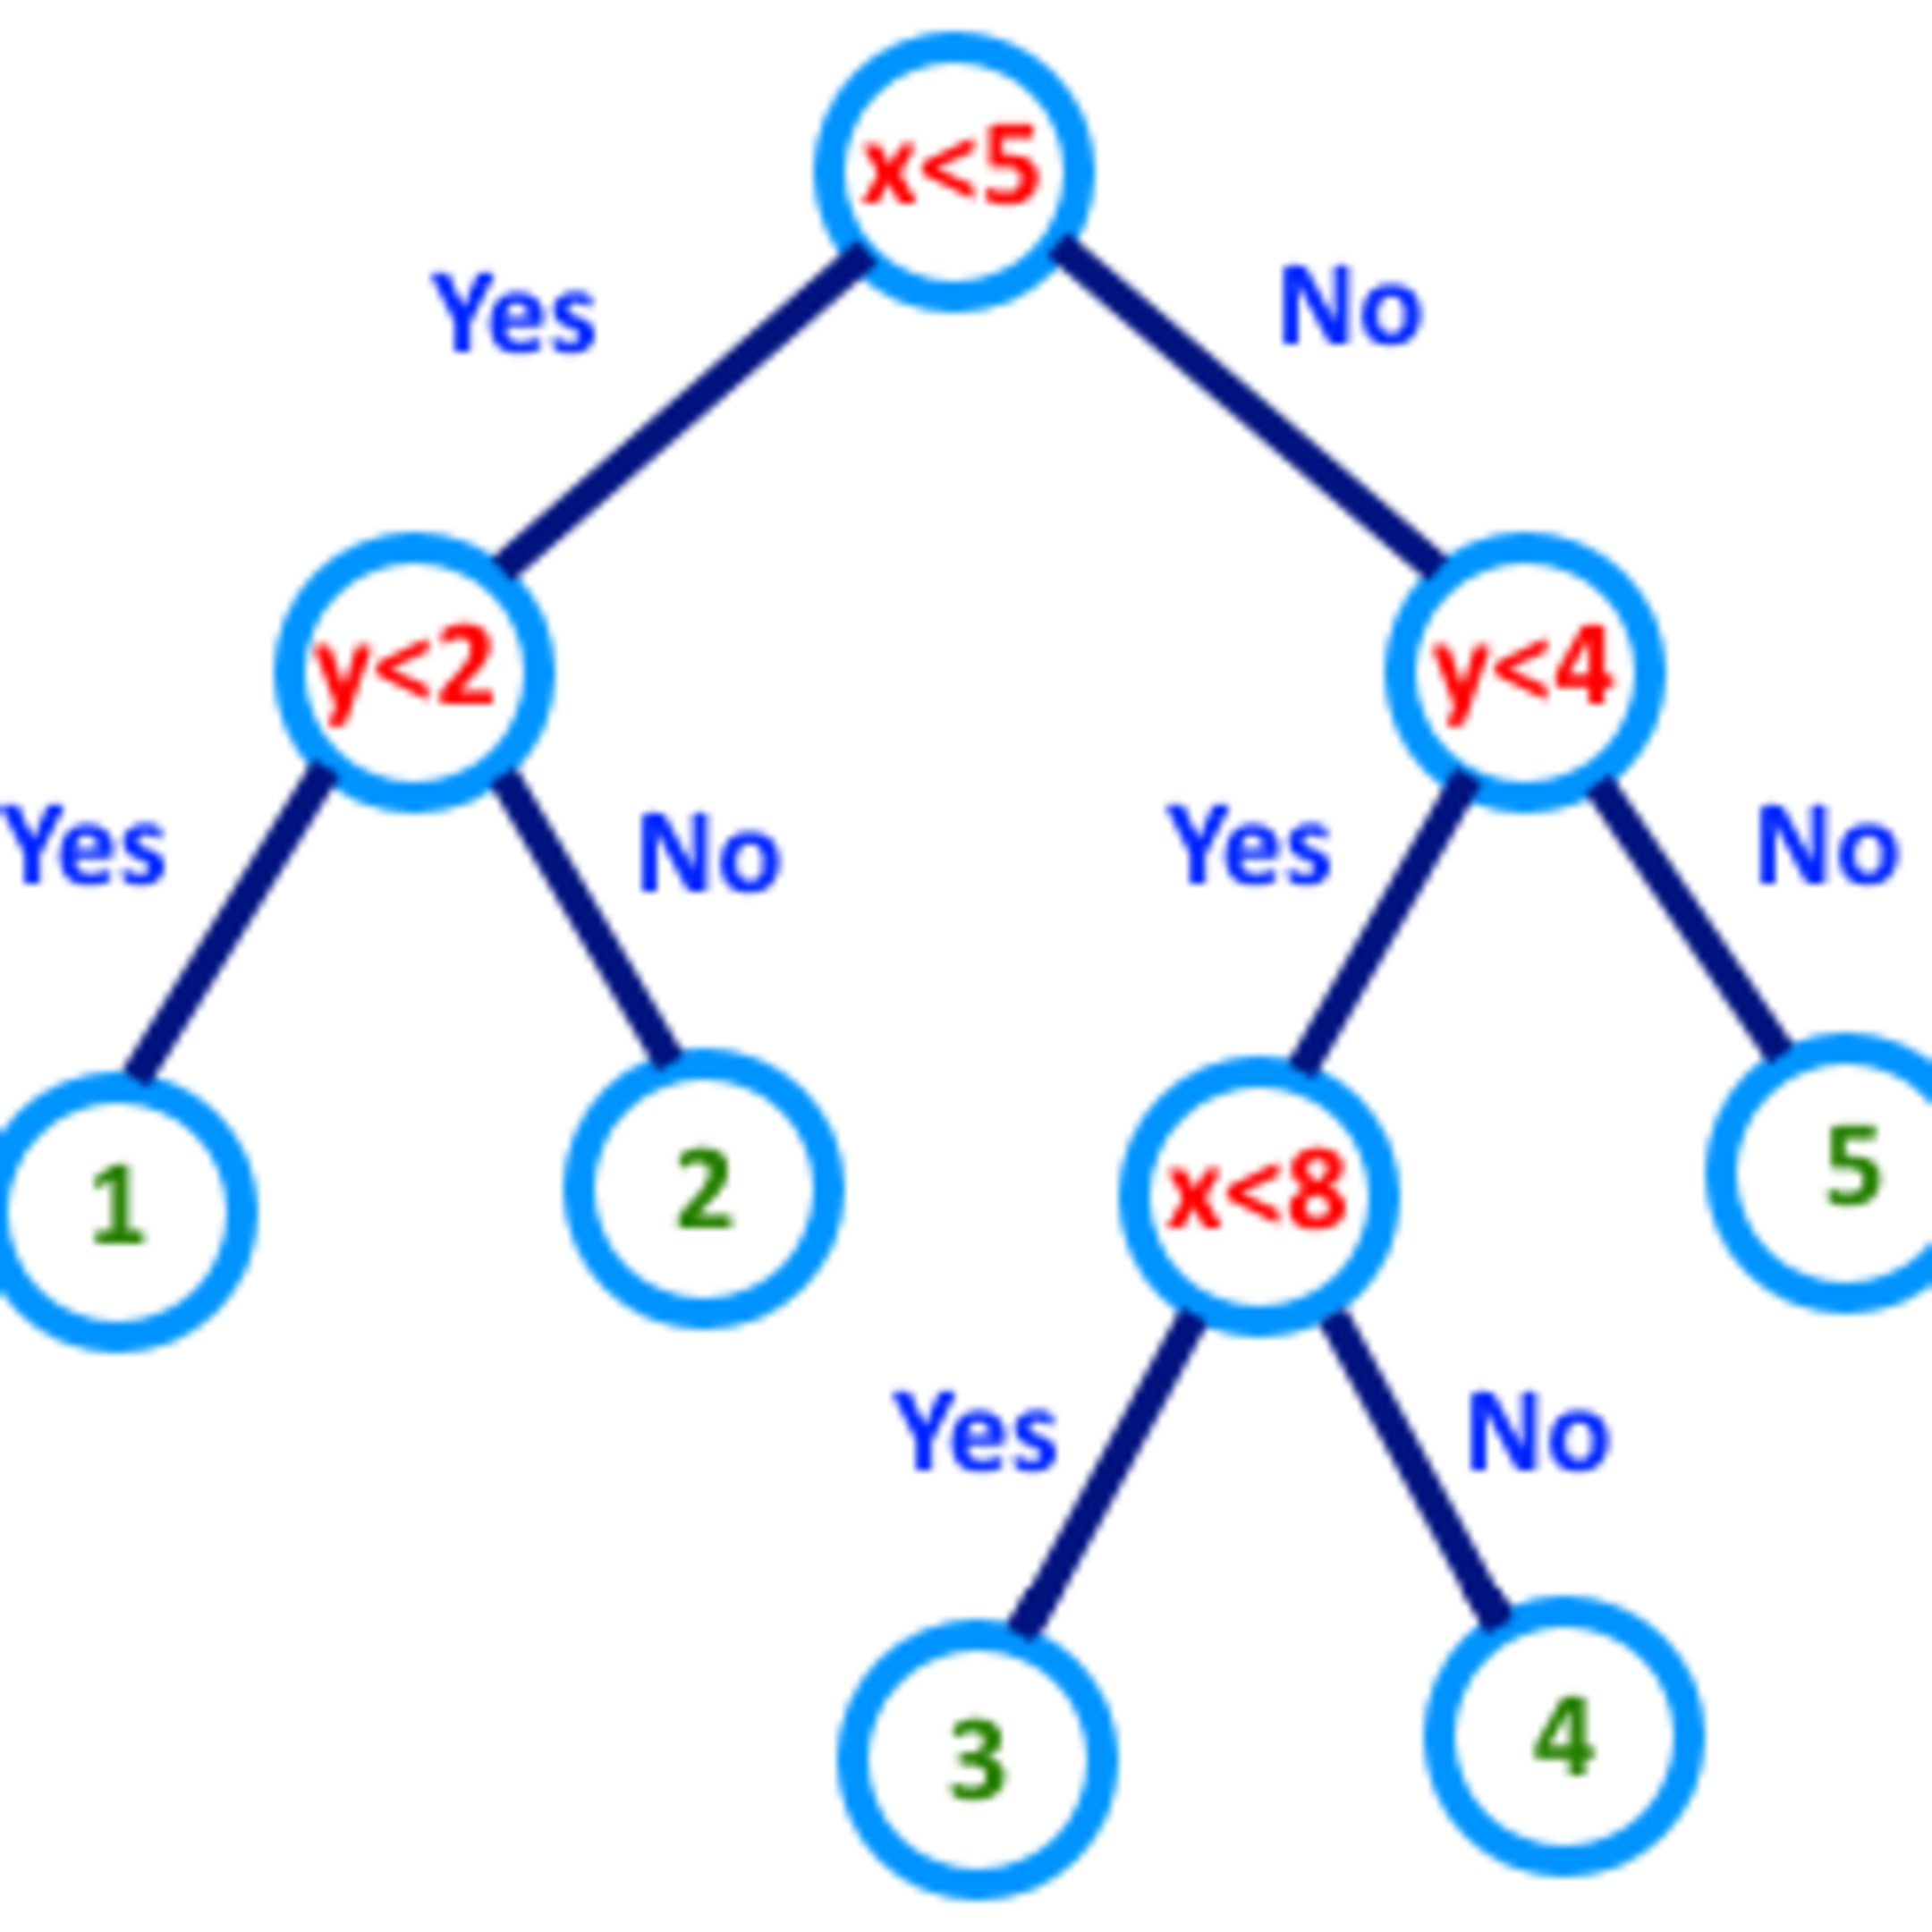 x<5
Yes
No
y<2
y<4
Yes
No
Yes
No
1
2
x<8
5
Yes
No
3
4